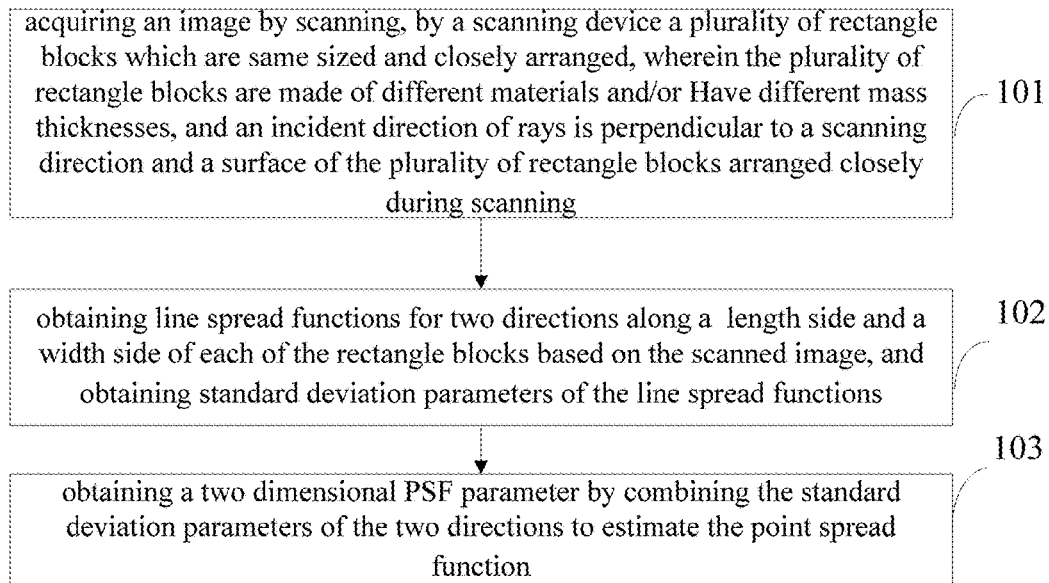 acquiring an image by scanning, by a scanning device a plurality of rectangle
blocks which are same sized and closely arranged, wherein the plurality of
rectangle blocks are made of different materials and/or Have different mass
thicknesses, and an incident direction of rays is perpendicular to a scanning
direction and a surface of the plurality of rectangle blocks arranged closely
during scanning
101
obtaining line spread functions for two directions along a length side and a
width side of each of the rectangle blocks based on the scanned image, and
obtaining standard deviation parameters of the line spread functions
102
obtaining a two dimensional PSF parameter by combining the standard
deviation parameters of the two directions to estimate the point spread
function
103